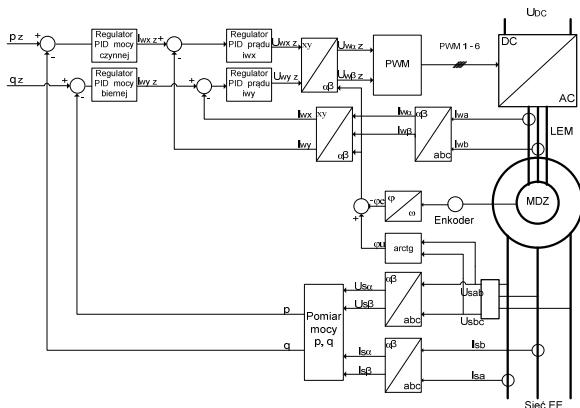 UDC
p z
+
-
Regulator
PID mocy
czynnej
Iwx z
+
-
Regulator
PID prądu
iwx
Uwx z
xy
αβ
Uwα z
Uwβ z
PWM
PWM 1 - 6
DC
AC
q z
+
-
Regulator
PID mocy
biernej
Iwy z
+
-
Regulator
PID prądu
iwy
Uwy z
Iwx
Iwy
xy
αβ
Iwα
Iwβ
αβ
abc
Iwa
Iwb
LEM
MDZ
-φe
+
φ
ω
Enkoder
φu
arctg
Usα
Usβ
αβ
abc
Usab
Usbc
p
q
Pomiar
mocy
p, q
Isα
Isβ
αβ
abc
Isb
Isa
Sieć EE